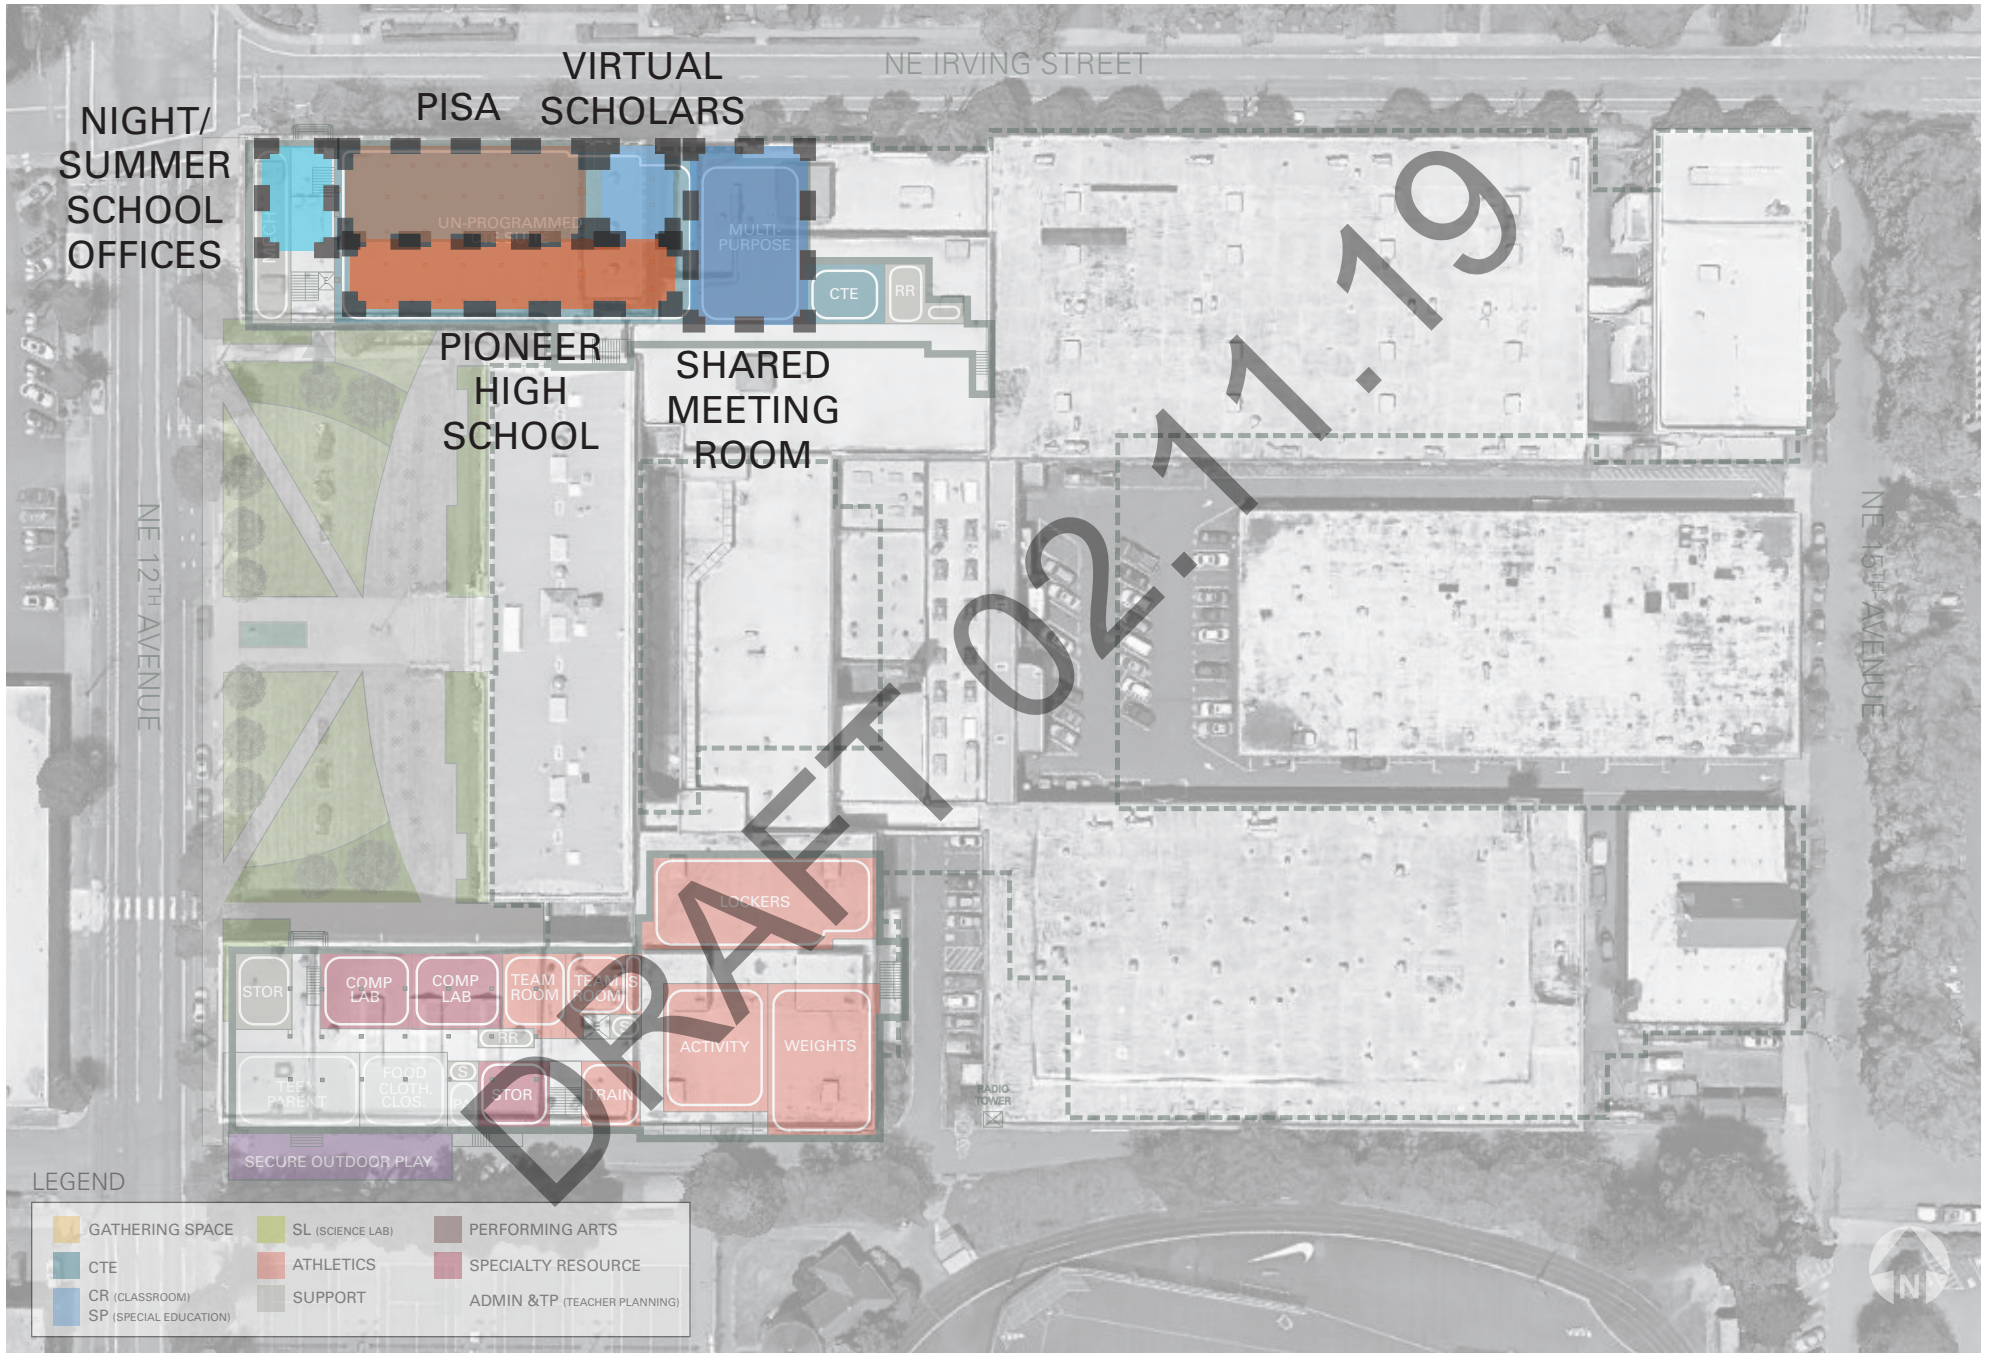 NE IRVING STREET
VIRTUAL
SCHOLARS
PISA
NIGHT/
SUMMER
SCHOOL
OFFICES
UN-PROGRAMMED
MULTI-
PURPOSE
CTE
RR
PIONEER
HIGH
SCHOOL
SHARED
MEETING
ROOM
NE 12TH AVENUE
NE 15TH AVENUE
DRAFT 02.11.19
LOCKERS
STOR
COMP
LAB
COMP
LAB
TEAM
ROOM
TEAM
ROOM
S
S
RR
ACTIVITY
WEIGHTS
TEEN
PARENT
FOOD
CLOTH.
CLOS.
S
STOR
TRAIN
RADIO
TOWER
SECURE OUTDOOR PLAY
LEGEND
GATHERING SPACE
CTE
CR (CLASSROOM)
SP (SPECIAL EDUCATION)
SL (SCIENCE LAB)
ATHLETICS
SUPPORT
PERFORMING ARTS
SPECIALTY RESOURCE
ADMIN &TP (TEACHER PLANNING)
N